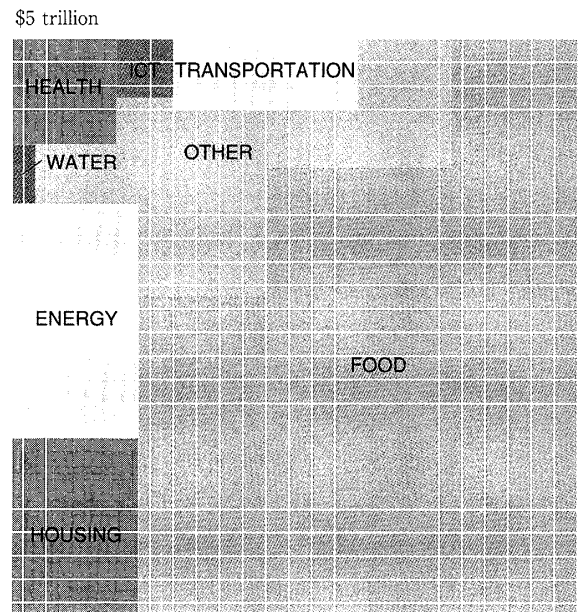 $5 trillion
ICT TRANSPORTATION
HEALTH
OTHER
WATER
ENERGY
FOOD
HOUSING